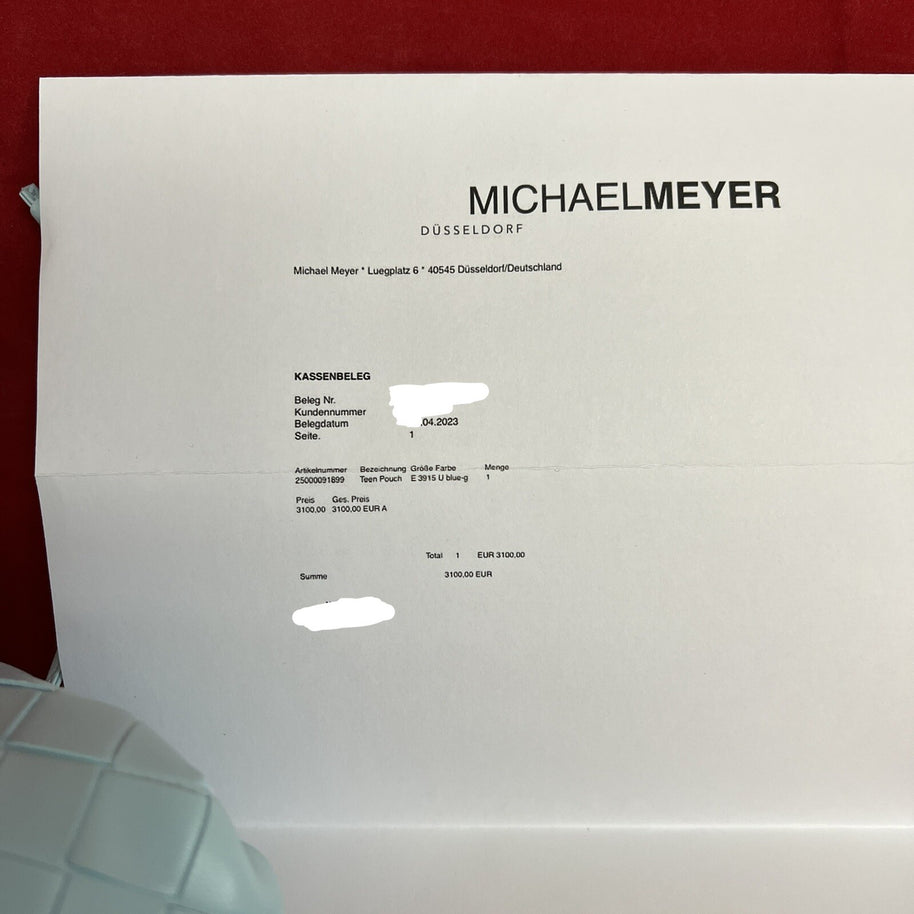 MICHAELMEYER
DÜSSELDORF
Michael Meyer * Luegplatz 6 * 40545 Düsseldorf/Deutschland
KASSENBELEG
Beleg Nr.
Kundennummer
Belegdatum .04.2023
Seite. 1
Artikelnummer Bezeichnung Größe Farbe Menge
25000091899 Teen Pouch E 3915 U blue-g 1
Preis Ges. Preis
3100,00 3100,00 EUR A
Total 1 EUR 3100,00
Summe 3100,00 EUR